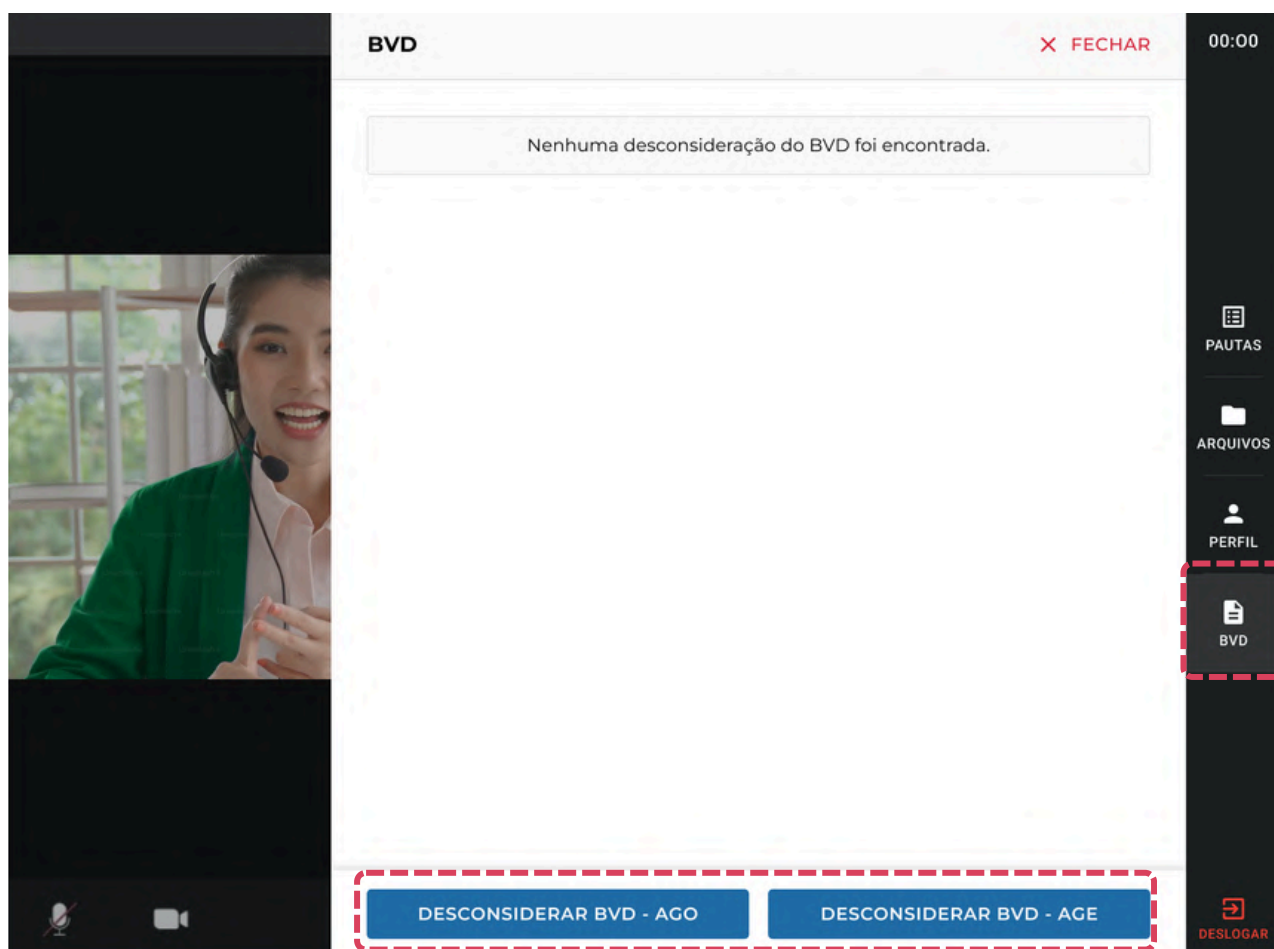 BVD
FECHAR
00:00
Nenhuma desconsideração do BVD foi encontrada.
PAUTAS
ARQUIVOS
PERFIL
BVD
DESCONSIDERAR BVD - AGO
DESCONSIDERAR BVD - AGE
DESLOGAR